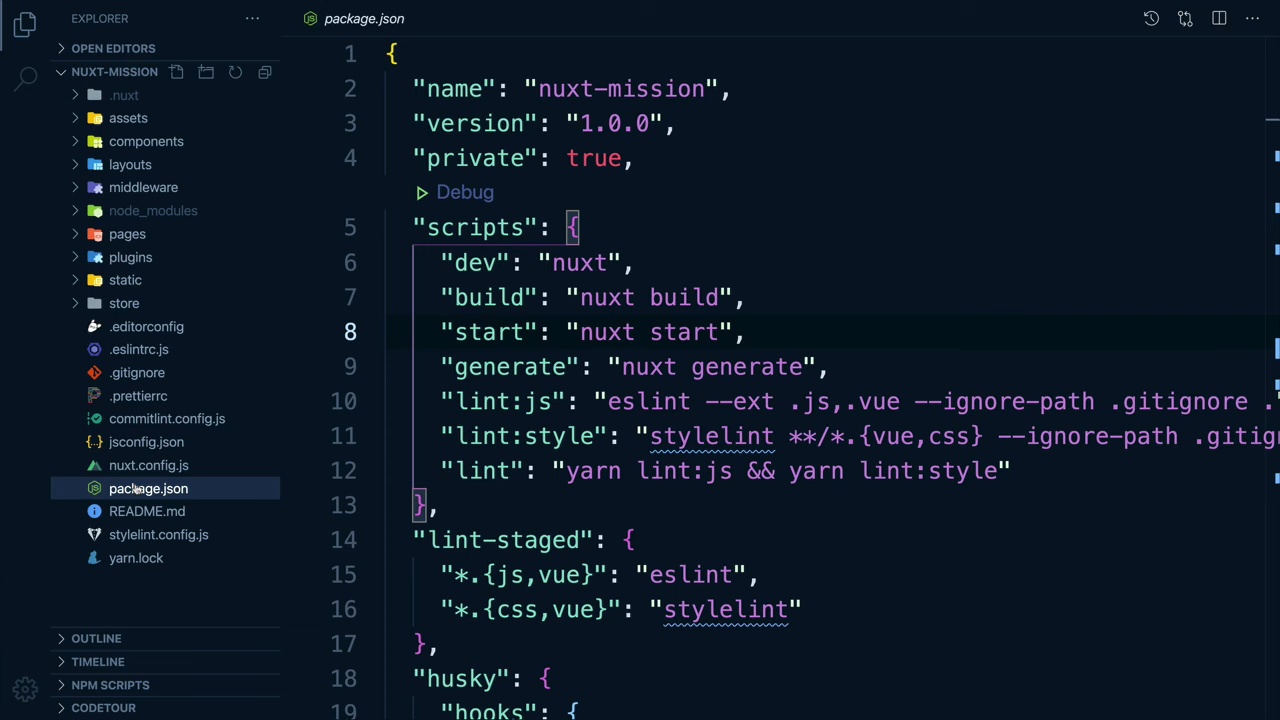 EXPLORER
OPEN EDITORS
NUXT-MISSION
.nuxt
assets
components
layouts
middleware
node_modules
pages
plugins
static
store
.editorconfig
.eslintrc.js
.gitignore
.prettierrc
commitlint.config.js
jsconfig.json
nuxt.config.js
package.json
README.md
stylelint.config.js
yarn.lock
OUTLINE
TIMELINE
NPM SCRIPTS
CODETOUR
package.json
1 {
2 "name": "nuxt-mission",
3 "version": "1.0.0",
4 "private": true,
Debug
5 "scripts": {
6 "dev": "nuxt",
7 "build": "nuxt build",
8 "start": "nuxt start",
9 "generate": "nuxt generate",
10 "lint:js": "eslint --ext .js,.vue --ignore-path .gitignore ."
11 "lint:style": "stylelint **/*.{vue,css} --ignore-path .gitign
12 "lint": "yarn lint:js && yarn lint:style"
13 },
14 "lint-staged": {
15 "*.{js,vue}": "eslint",
16 "*.{css,vue}": "stylelint"
17 },
18 "husky": {
19 "hooks": {